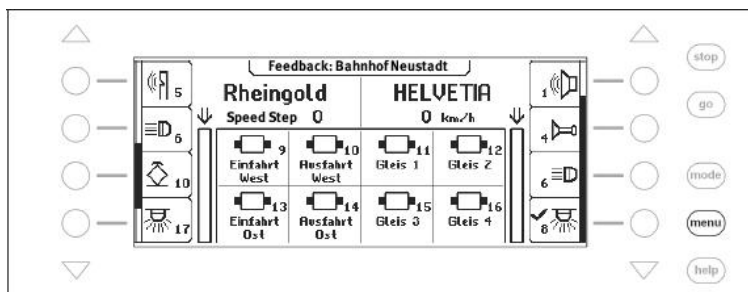 Feedback: Bahnhof Neustadt
Rheingold
HELVETIA
Speed Step 0
0 km/h
5
6
10
17
1
4
6
8
9
Einfahrt
West
10
Ausfahrt
West
11
Gleis 1
12
Gleis 2
13
Einfahrt
Ost
14
Ausfahrt
Ost
15
Gleis 3
16
Gleis 4
stop
go
mode
menu
help